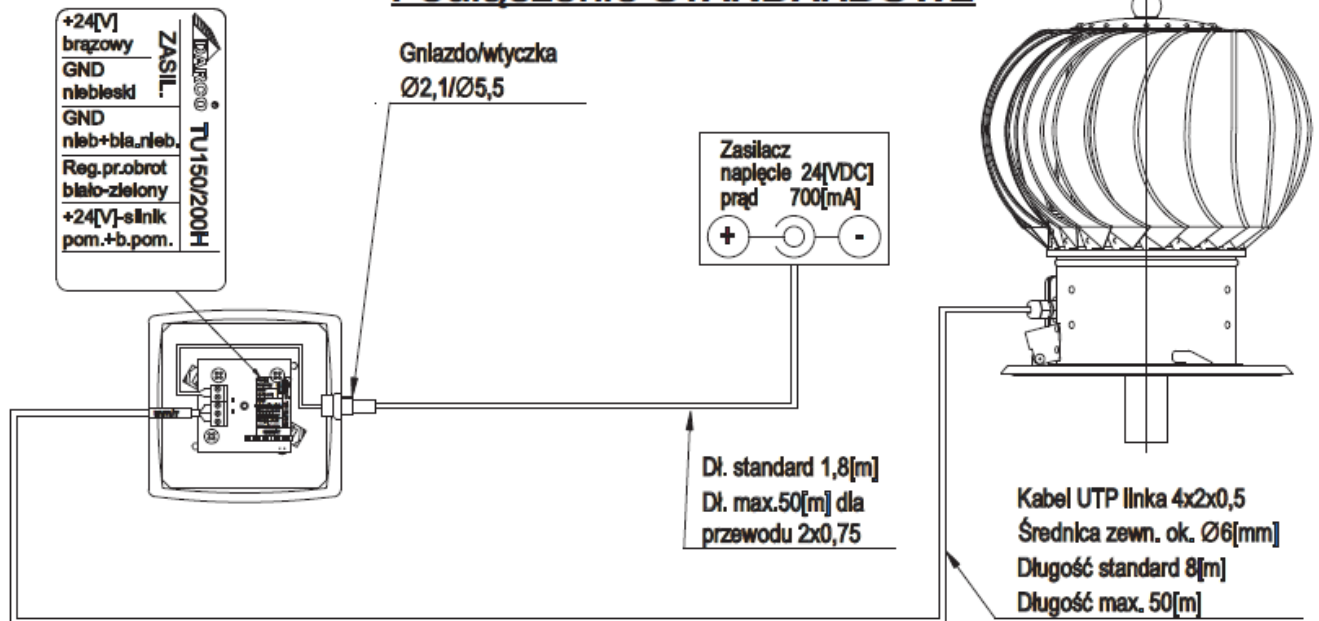 Podłączenie STANDARDOWE
+24[V]
brązowy
GND
niebieski
GND
nieb+bia.nieb.
Reg.pr.obrot
biało-zielony
+24[V]-silnik
pom.+b.pom.
ZASIL.
DARCO ® TU150/200H
Gniazdo/wtyczka
Ø2,1/Ø5,5
Zasilacz
napięcie 24[VDC]
prąd 700[mA]
+ -
Dł. standard 1,8[m]
Dł. max.50[m] dla
przewodu 2x0,75
Kabel UTP linka 4x2x0,5
Średnica zewn. ok. Ø6[mm]
Długość standard 8[m]
Długość max. 50[m]